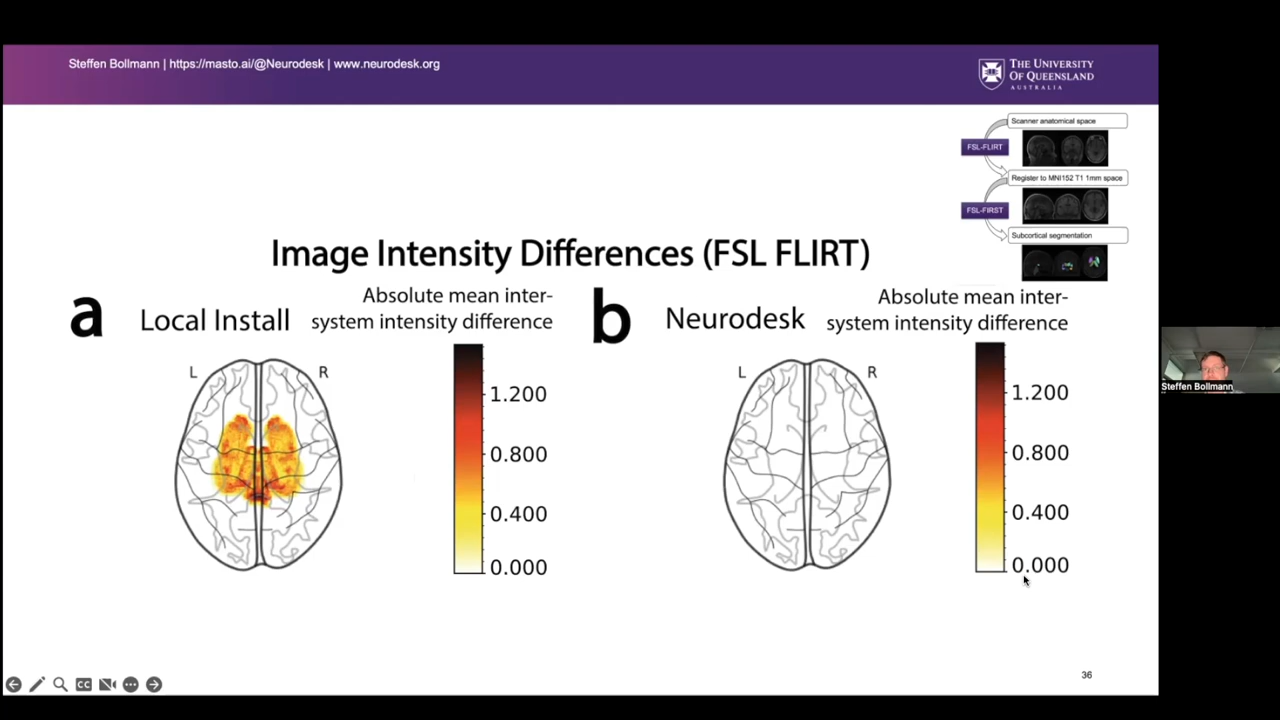 Steffen Bollmann | https://masto.ai/@Neurodesk | www.neurodesk.org
THE UNIVERSITY
OF QUEENSLAND
AUSTRALIA
Scanner anatomical space
FSL-FLIRT
Register to MNI152 T1 1mm space
FSL-FIRST
Subcortical segmentation
Image Intensity Differences (FSL FLIRT)
a
Local Install
Absolute mean inter-
system intensity difference
L
R
1.200
0.800
0.400
0.000
b
Neurodesk
Absolute mean inter-
system intensity difference
L
R
1.200
0.800
0.400
0.000
Steffen Bollmann
CC
36